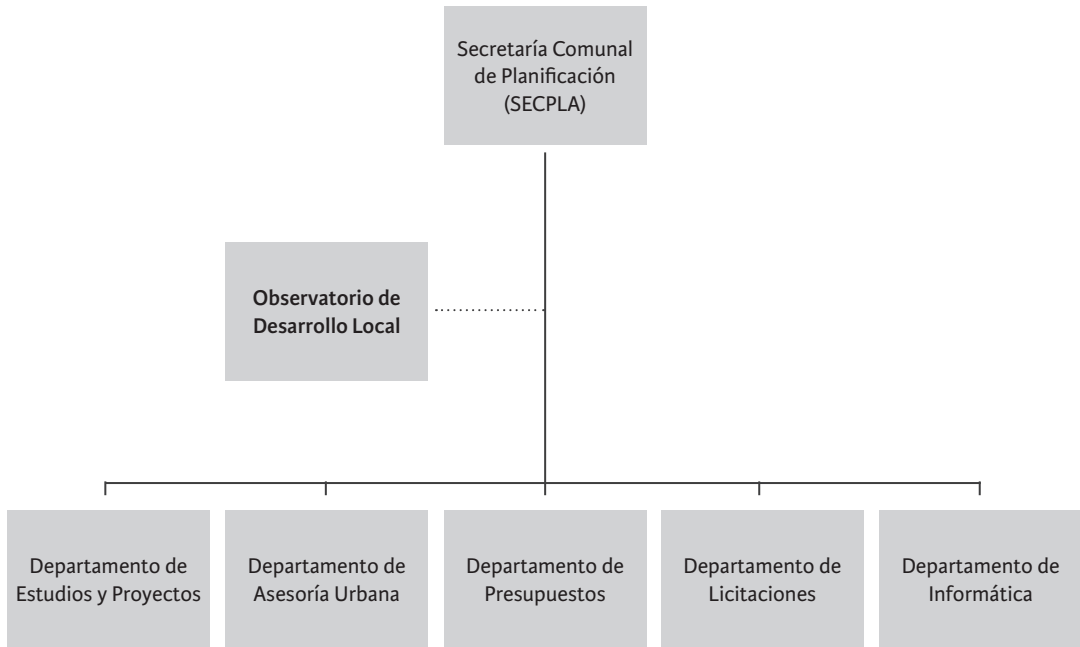 Secretaría Comunal
de Planificación
(SECPLA)
Observatorio de
Desarrollo Local
Departamento de
Estudios y Proyectos
Departamento de
Asesoría Urbana
Departamento de
Presupuestos
Departamento de
Licitaciones
Departamento de
Informática